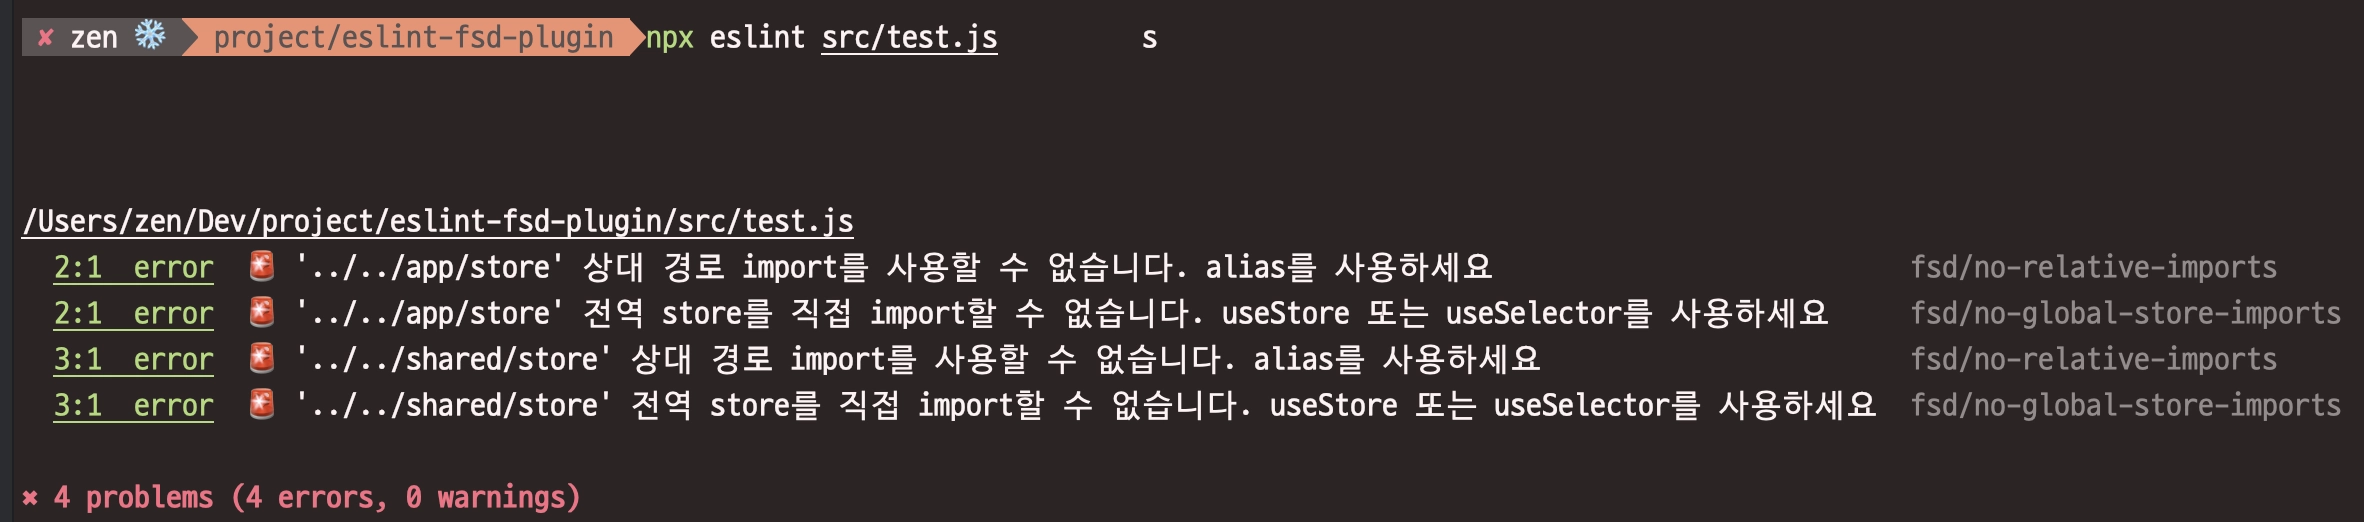 ✘ zen ❄️ project/eslint-fsd-plugin npx eslint src/test.js s
/Users/zen/Dev/project/eslint-fsd-plugin/src/test.js
2:1 error 🚨 '../../app/store' 상대 경로 import를 사용할 수 없습니다. alias를 사용하세요 fsd/no-relative-imports
2:1 error 🚨 '../../app/store' 전역 store를 직접 import할 수 없습니다. useStore 또는 useSelector를 사용하세요 fsd/no-global-store-imports
3:1 error 🚨 '../../shared/store' 상대 경로 import를 사용할 수 없습니다. alias를 사용하세요 fsd/no-relative-imports
3:1 error 🚨 '../../shared/store' 전역 store를 직접 import할 수 없습니다. useStore 또는 useSelector를 사용하세요 fsd/no-global-store-imports
✖ 4 problems (4 errors, 0 warnings)